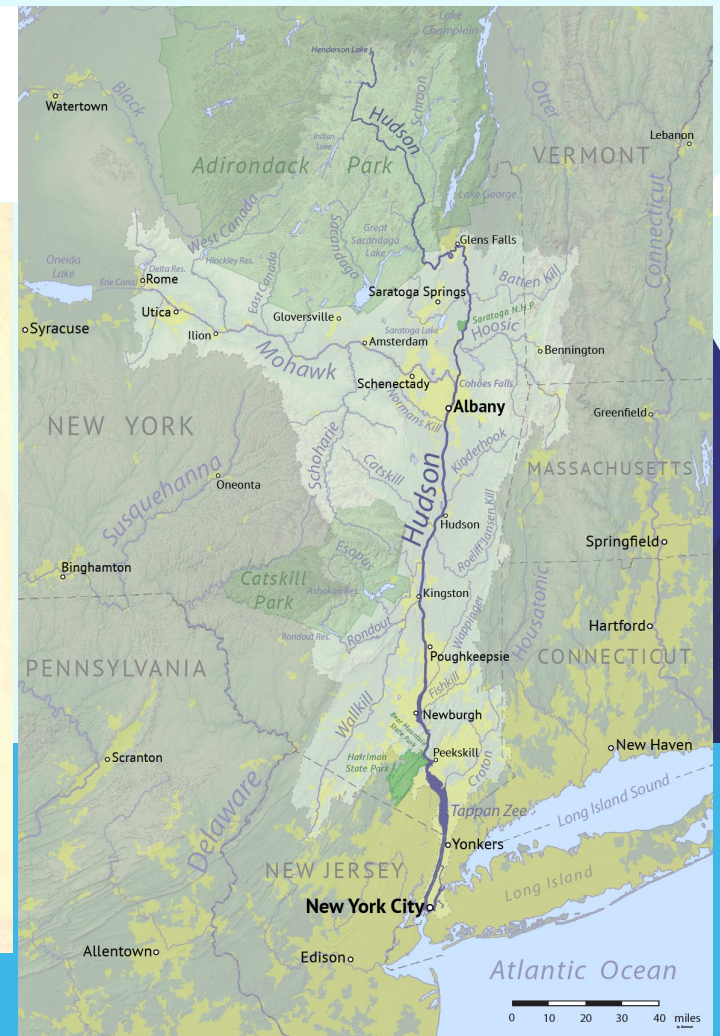 Lake
Champlain
Henderson Lake
Black
Watertown
Schroon
Otter
Hudson
Indian
Lake
Lebanon
VERMONT
Adirondack Park
Lake George
Connecticut
West Canada
Sacandaga
Great
Sacandaga
Lake
Glens Falls
Oneida
Lake
Delta Res.
Hinckley Res.
East Canada
Batten Kill
Erie Canal
Rome
Saratoga Springs
Utica
Gloversville
Saratoga N.H.P.
Hoosic
Syracuse
Ilion
Saratoga Lake
Amsterdam
Mohawk
Bennington
Schenectady
Cohoes Falls
Normans Kill
Albany
Greenfield
NEW YORK
Schoharie
Kinderhook
Catskill
MASSACHUSETTS
Susquehanna
Oneonta
Hudson
Roeliff Jansen Kill
Hudson
Esopus
Springfield
Binghamton
Catskill
Park
Ashokan Res.
Kingston
Housatonic
Wappinger
Rondout
Rondout Res.
Hartford
PENNSYLVANIA
Poughkeepsie
CONNECTICUT
Fishkill
Wallkill
Newburgh
Bear Mountain
State Park
New Haven
Scranton
Harriman
State Park
Peekskill
Croton
Delaware
Tappan Zee
Long Island Sound
Yonkers
NEW JERSEY
Long Island
New York City
Allentown
Edison
Atlantic Ocean
0 10 20 30 40 miles